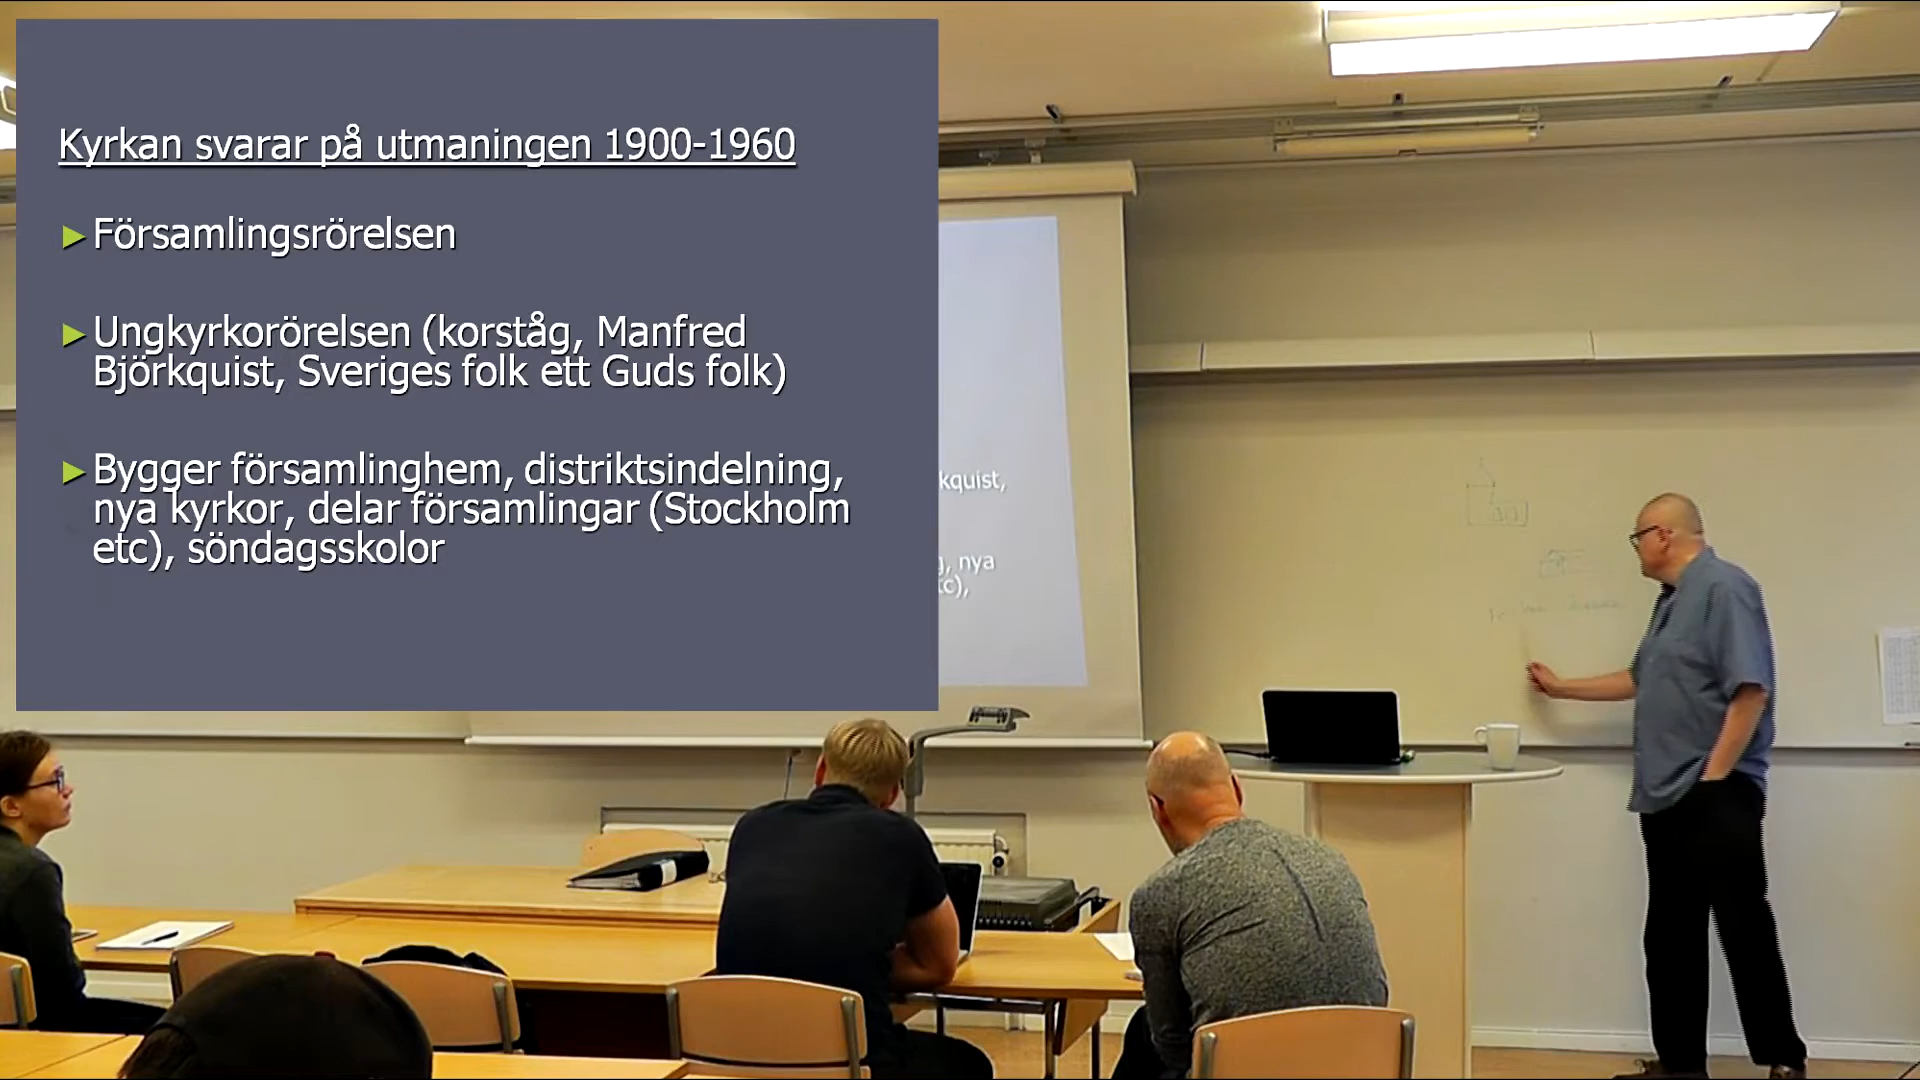 Kyrkan svarar på utmaningen 1900-1960
►Församlingsrörelsen
►Ungkyrkorörelsen (korståg, Manfred
Björkquist, Sveriges folk ett Guds folk)
►Bygger församlinghem, distriktsindelning,
nya kyrkor, delar församlingar (Stockholm
etc), söndagsskolor
kquist,
g, nya
tc),